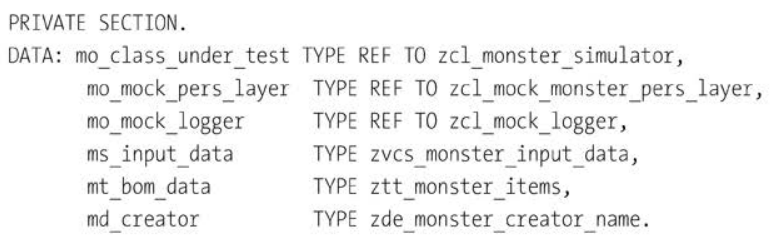 PRIVATE SECTION.
DATA: mo_class_under_test TYPE REF TO zcl_monster_simulator,
      mo_mock_pers_layer  TYPE REF TO zcl_mock_monster_pers_layer,
      mo_mock_logger      TYPE REF TO zcl_mock_logger,
      ms_input_data       TYPE zvcs_monster_input_data,
      mt_bom_data         TYPE ztt_monster_items,
      md_creator          TYPE zde_monster_creator_name.